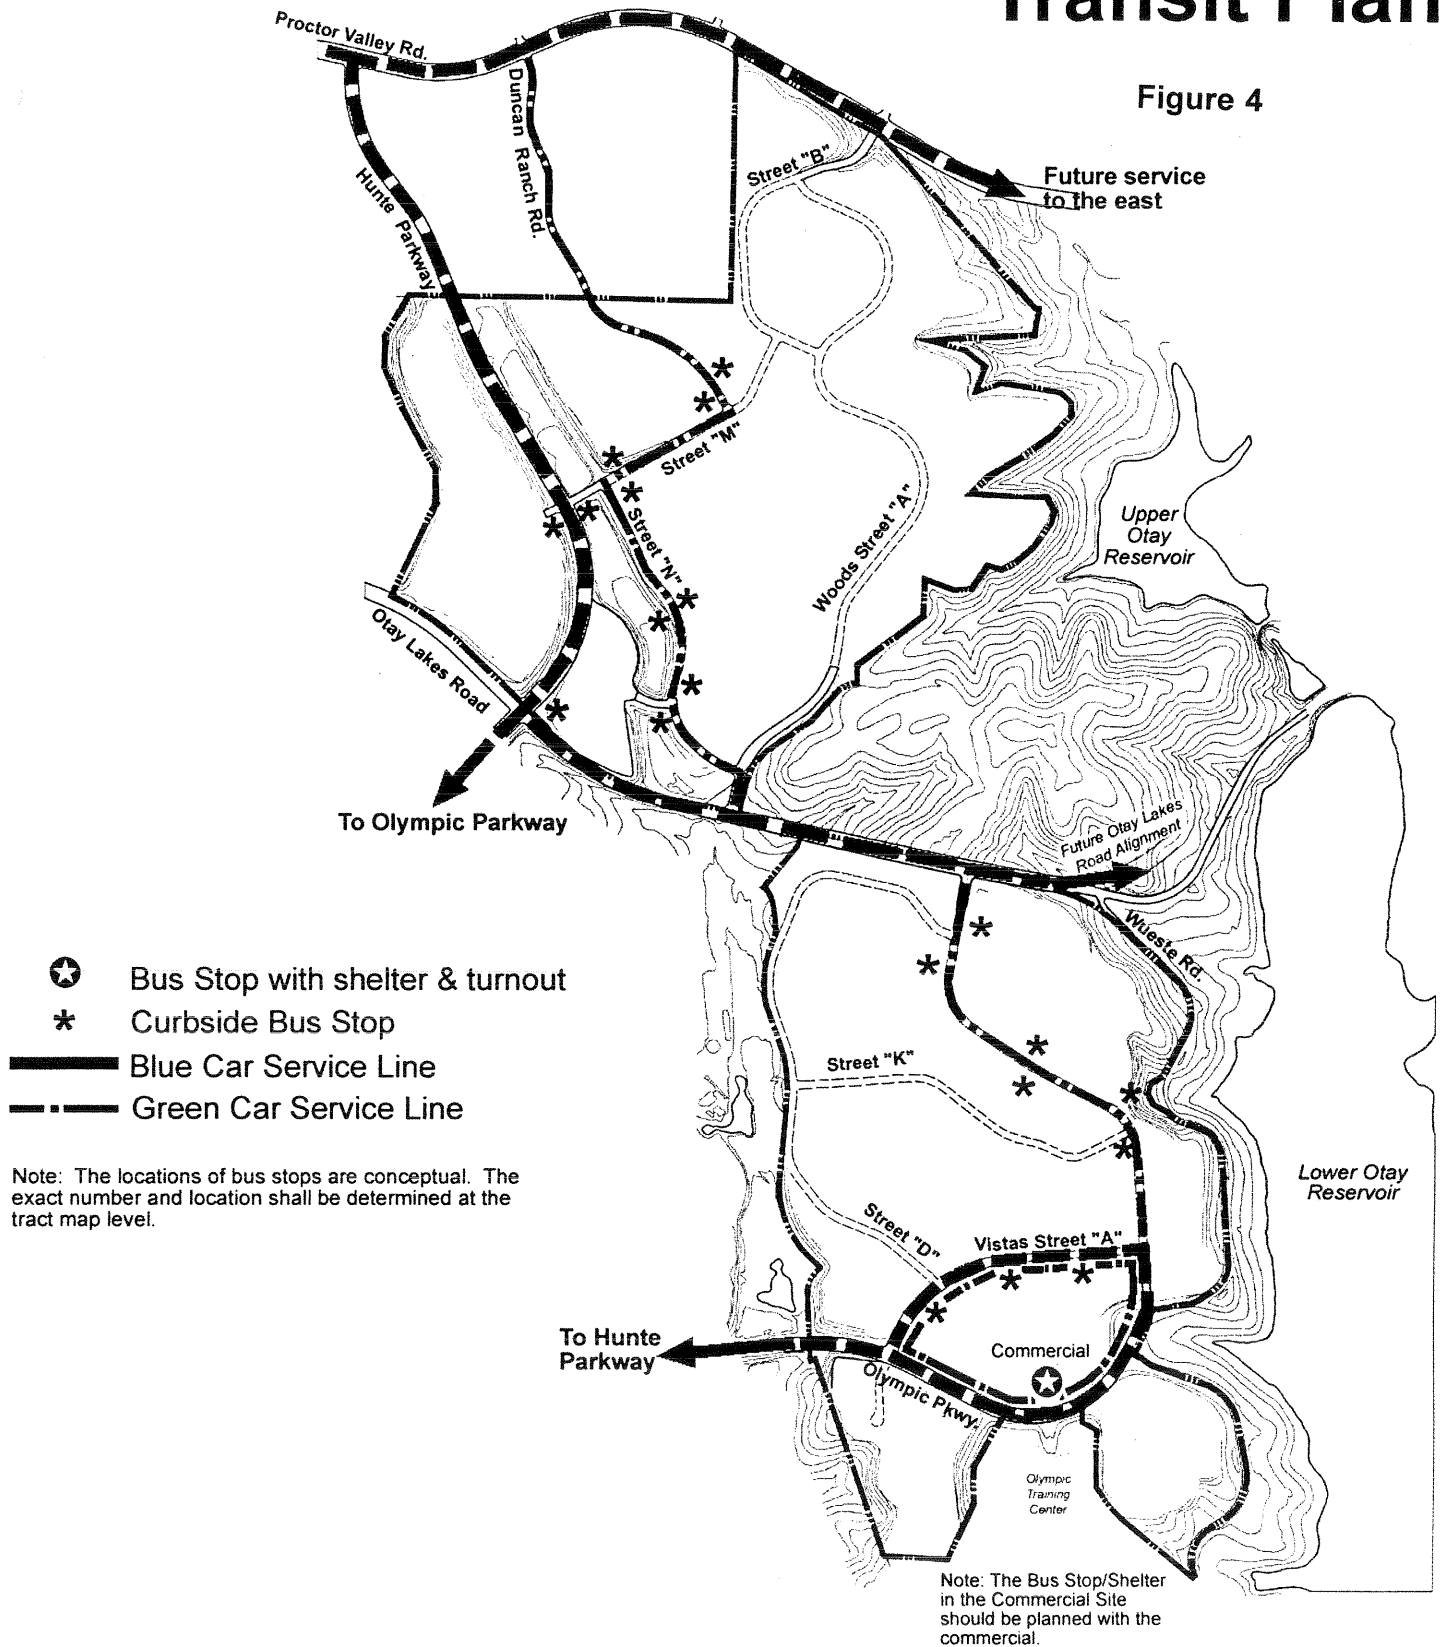 Transit Plan
Figure 4
Proctor Valley Rd.
Duncan Ranch Rd.
Hunte Parkway
Street "B"
Future service
to the east
Street "M"
Street "N"
Woods Street "A"
Upper
Otay
Reservoir
Otay Lakes Road
To Olympic Parkway
Future Otay Lakes
Road Alignment
Wueste Rd.
Bus Stop with shelter & turnout
Curbside Bus Stop
Blue Car Service Line
Green Car Service Line
Note: The locations of bus stops are conceptual. The
exact number and location shall be determined at the
tract map level.
Street "K"
Lower Otay
Reservoir
Street "D"
Vistas Street "A"
To Hunte
Parkway
Commercial
Olympic Pkwy.
Olympic
Training
Center
Note: The Bus Stop/Shelter
in the Commercial Site
should be planned with the
commercial.